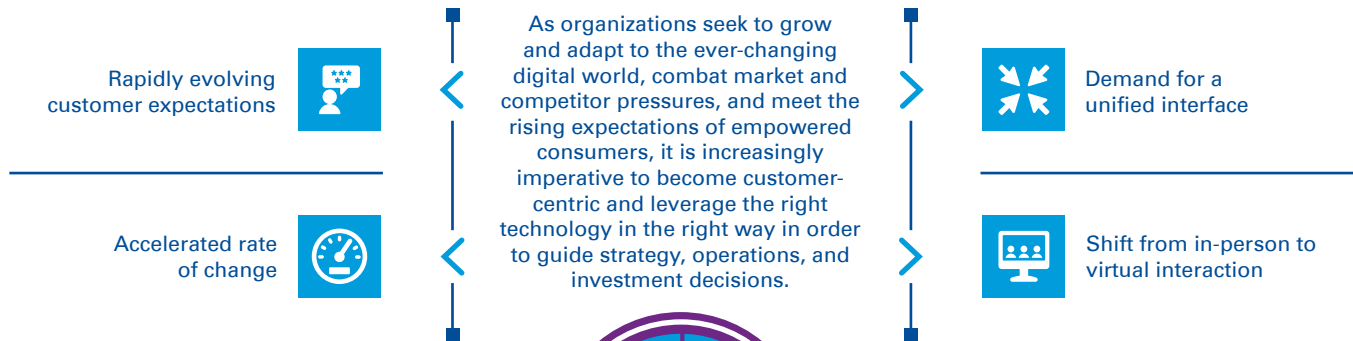 Rapidly evolving
customer expectations
Accelerated rate
of change
As organizations seek to grow
and adapt to the ever-changing
digital world, combat market and
competitor pressures, and meet the
rising expectations of empowered
consumers, it is increasingly
imperative to become customer-
centric and leverage the right
technology in the right way in order
to guide strategy, operations, and
investment decisions.
Demand for a
unified interface
Shift from in-person to
virtual interaction